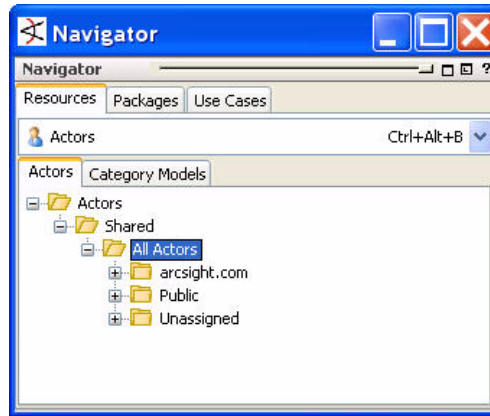 Navigator
Navigator
Resources Packages Use Cases
Actors Ctrl+Alt+B
Actors Category Models
Actors
Shared
All Actors
arcsight.com
Public
Unassigned